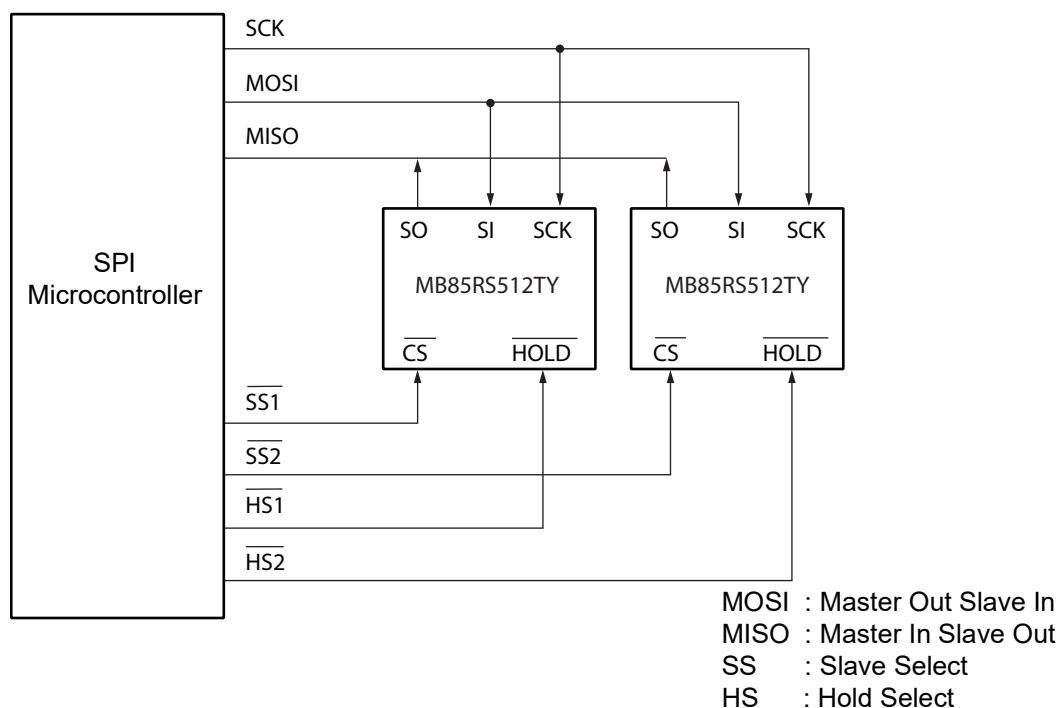 SCK
MOSI
MISO
SPI
Microcontroller
SO SI SCK
MB85RS512TY
CS HOLD
SO SI SCK
MB85RS512TY
CS HOLD
SS1
SS2
HS1
HS2
MOSI : Master Out Slave In
MISO : Master In Slave Out
SS : Slave Select
HS : Hold Select